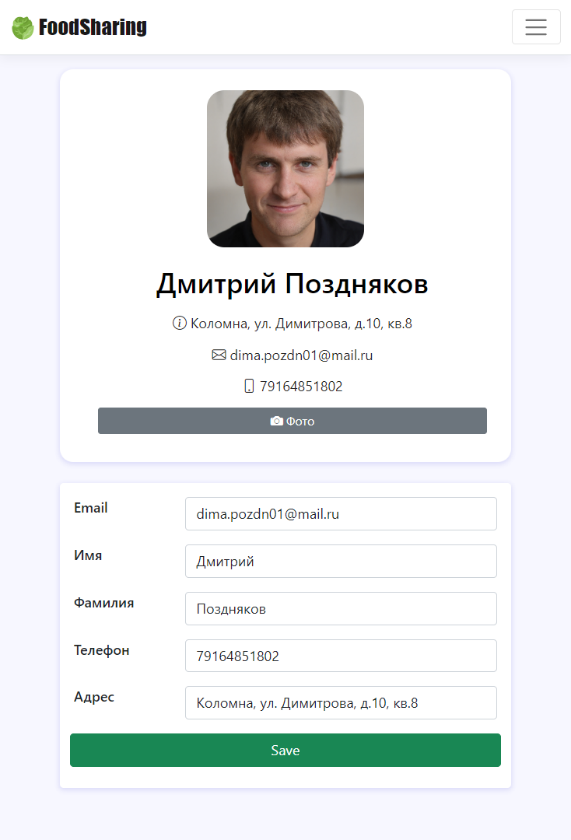 FoodSharing
Дмитрий Поздняков
Коломна, ул. Димитрова, д.10, кв.8
dima.pozdn01@mail.ru
79164851802
Фото
Email
dima.pozdn01@mail.ru
Имя
Дмитрий
Фамилия
Поздняков
Телефон
79164851802
Адрес
Коломна, ул. Димитрова, д.10, кв.8
Save